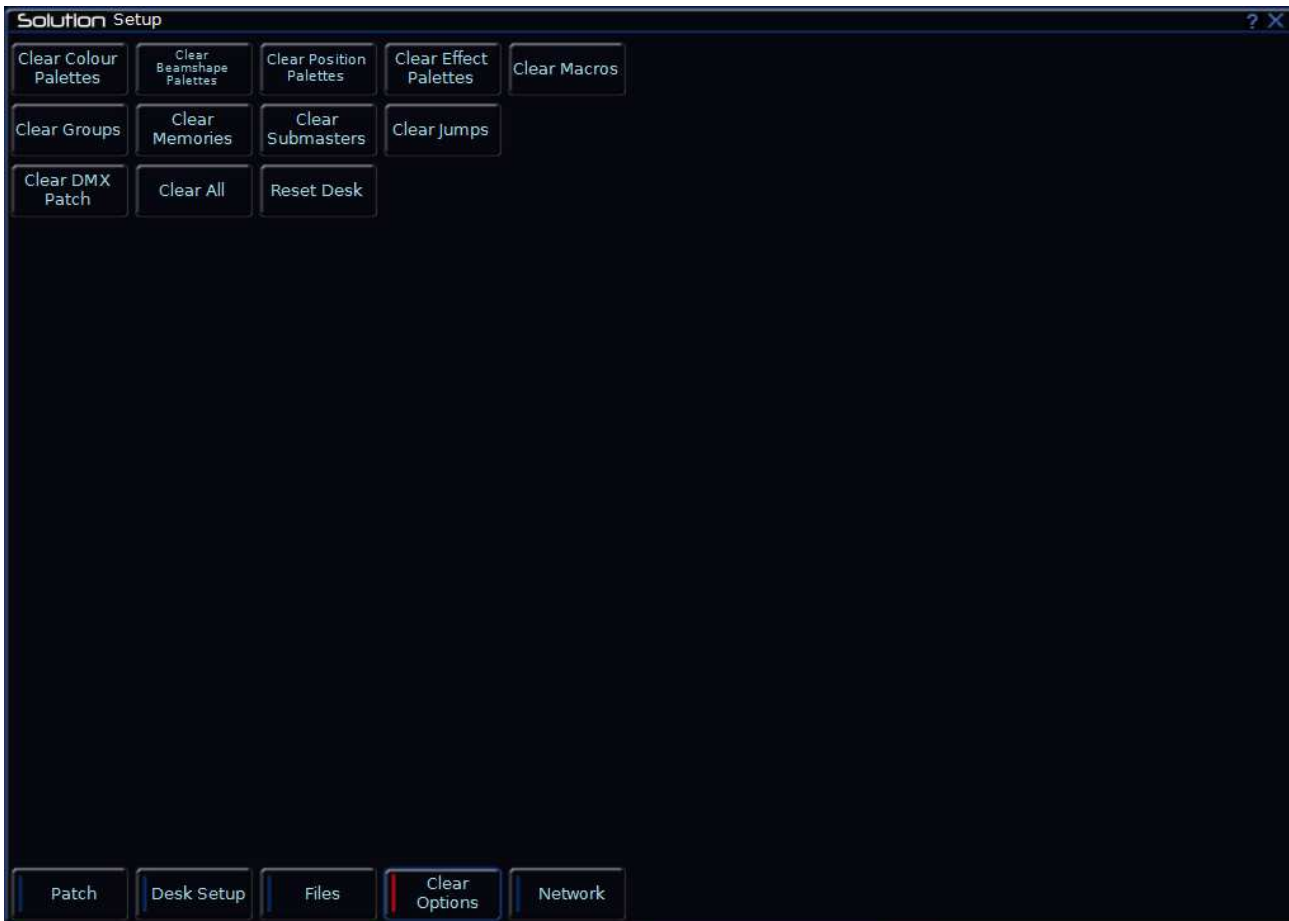 Solution Setup ? X
Clear Colour
Palettes
Clear
Beamshape
Palettes
Clear Position
Palettes
Clear Effect
Palettes
Clear Macros
Clear Groups
Clear
Memories
Clear
Submasters
Clear Jumps
Clear DMX
Patch
Clear All
Reset Desk
Patch
Desk Setup
Files
Clear
Options
Network